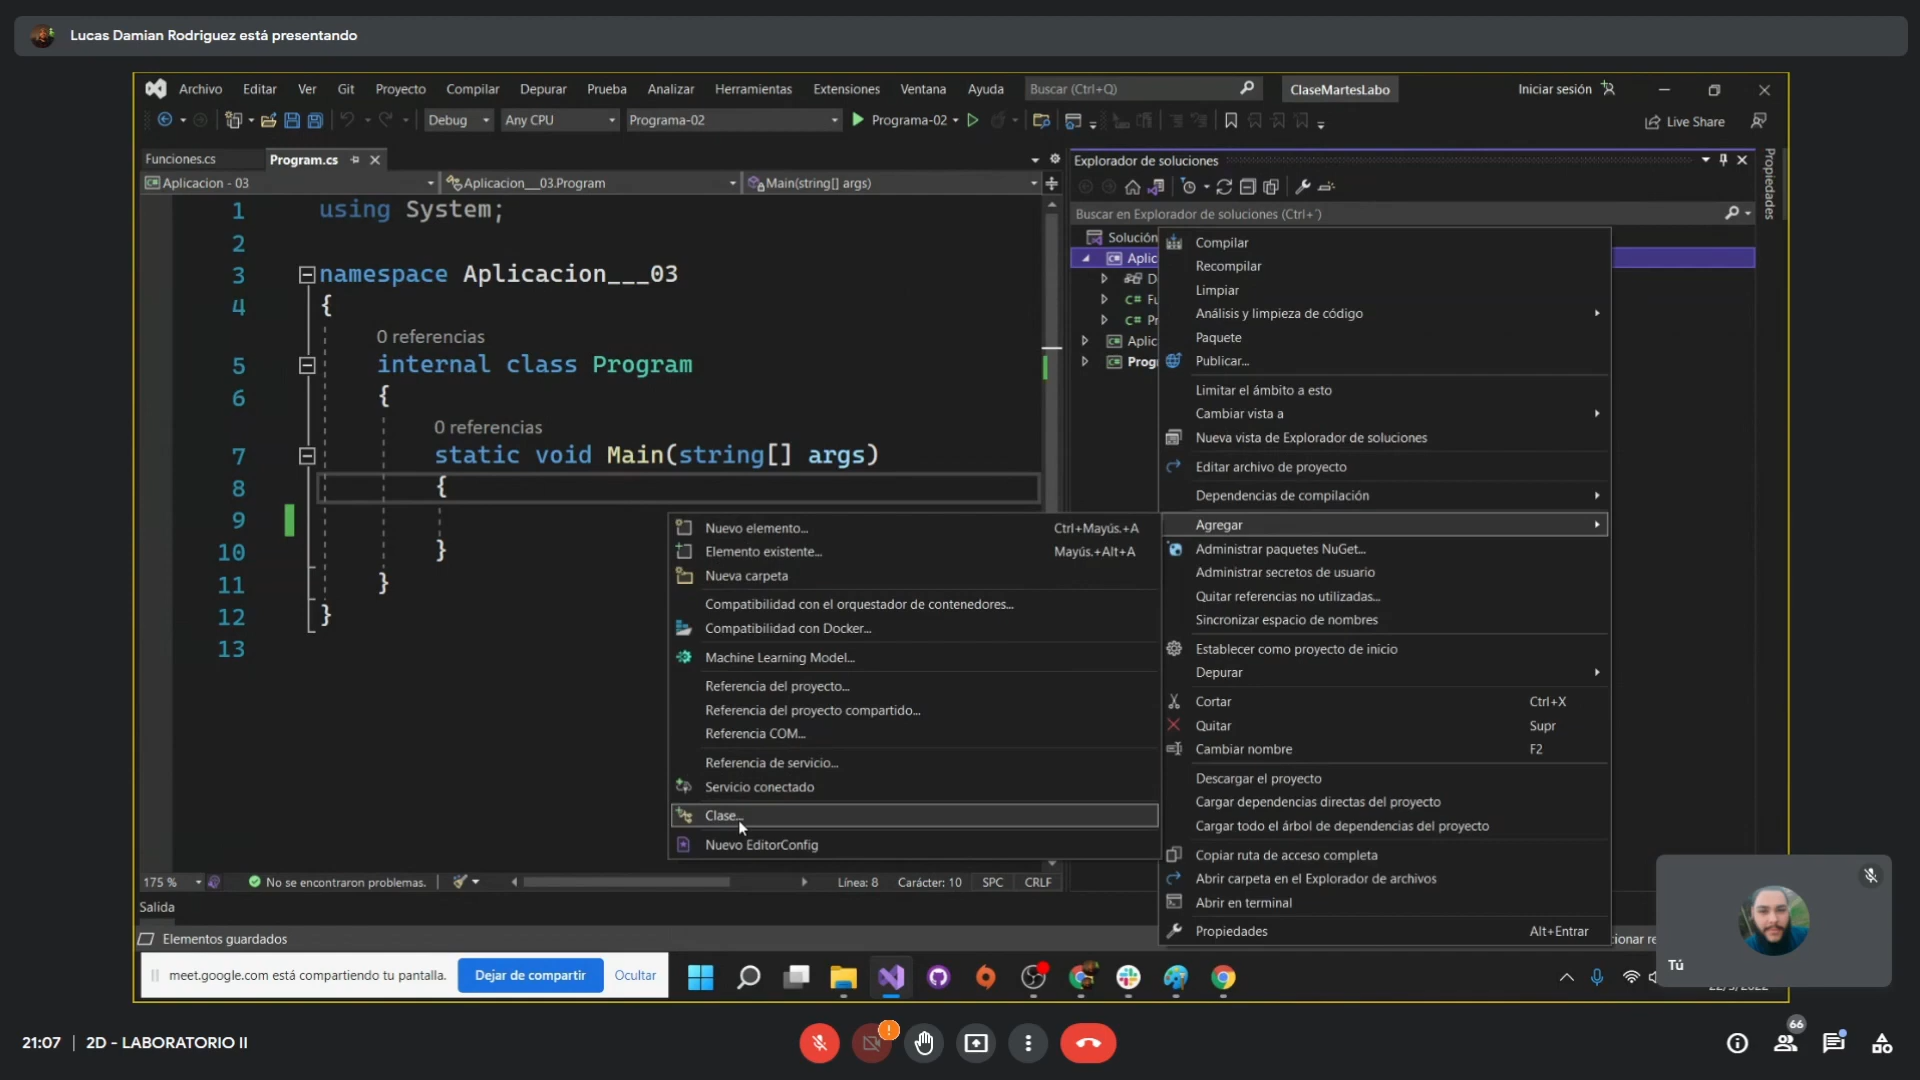 Lucas Damian Rodriguez está presentando
Archivo Editar Ver Git Proyecto Compilar Depurar Prueba Analizar Herramientas Extensiones Ventana Ayuda Buscar (Ctrl+Q) ClaseMartesLabo Iniciar sesión
Debug Any CPU Programa-02 Programa-02 Live Share
Funciones.cs Program.cs
Aplicacion - 03 Aplicacion___03.Program Main(string[] args)
1 using System;
2
3 namespace Aplicacion___03
4 {
0 referencias
5 internal class Program
6 {
0 referencias
7 static void Main(string[] args)
8 {
9
10 }
11 }
12 }
13
Explorador de soluciones
Propiedades
Buscar en Explorador de soluciones (Ctrl+´)
Solución
Aplic
D
C# Fu
C# Pr
Aplic
Prog
Compilar
Recompilar
Limpiar
Análisis y limpieza de código
Paquete
Publicar...
Limitar el ámbito a esto
Cambiar vista a
Nueva vista de Explorador de soluciones
Editar archivo de proyecto
Dependencias de compilación
Agregar
Administrar paquetes NuGet...
Administrar secretos de usuario
Quitar referencias no utilizadas...
Sincronizar espacio de nombres
Establecer como proyecto de inicio
Depurar
Cortar Ctrl+X
Quitar Supr
Cambiar nombre F2
Descargar el proyecto
Cargar dependencias directas del proyecto
Cargar todo el árbol de dependencias del proyecto
Copiar ruta de acceso completa
Abrir carpeta en el Explorador de archivos
Abrir en terminal
Propiedades Alt+Entrar
Nuevo elemento... Ctrl+Mayús.+A
Elemento existente... Mayús.+Alt+A
Nueva carpeta
Compatibilidad con el orquestador de contenedores...
Compatibilidad con Docker...
Machine Learning Model...
Referencia del proyecto...
Referencia del proyecto compartido...
Referencia COM...
Referencia de servicio...
Servicio conectado
Clase...
Nuevo EditorConfig
175 % No se encontraron problemas. Línea: 8 Carácter: 10 SPC CRLF
Salida
Elementos guardados
meet.google.com está compartiendo tu pantalla. Dejar de compartir Ocultar
Tú
21:07 2D - LABORATORIO II
66